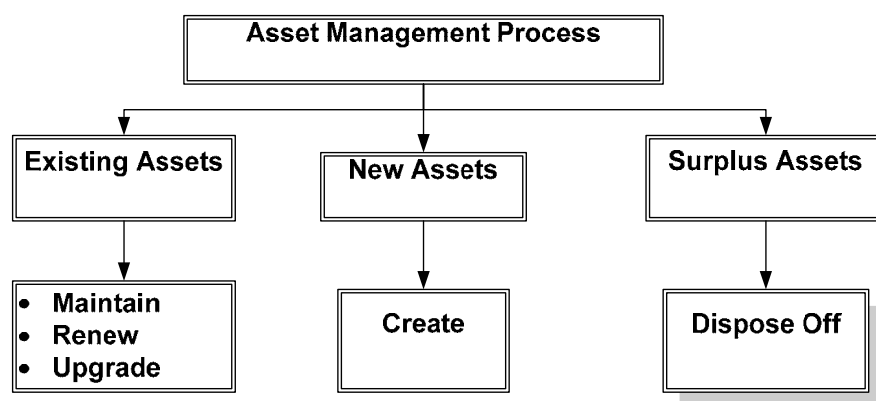 Asset Management Process
Existing Assets
New Assets
Surplus Assets
• Maintain
• Renew
• Upgrade
Create
Dispose Off